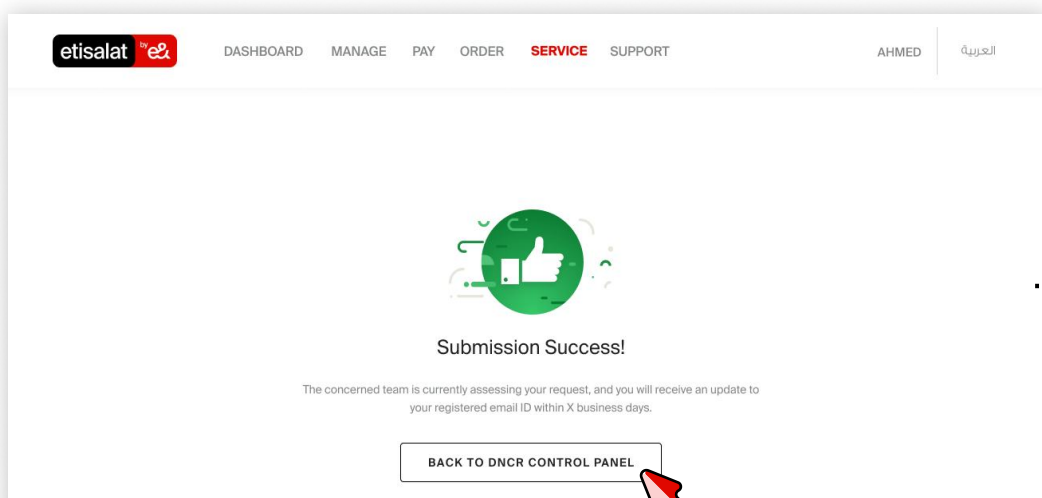 etisalat by e& DASHBOARD MANAGE PAY ORDER SERVICE SUPPORT AHMED العربية
Submission Success!
The concerned team is currently assessing your request, and you will receive an update to
your registered email ID within X business days.
BACK TO DNCR CONTROL PANEL